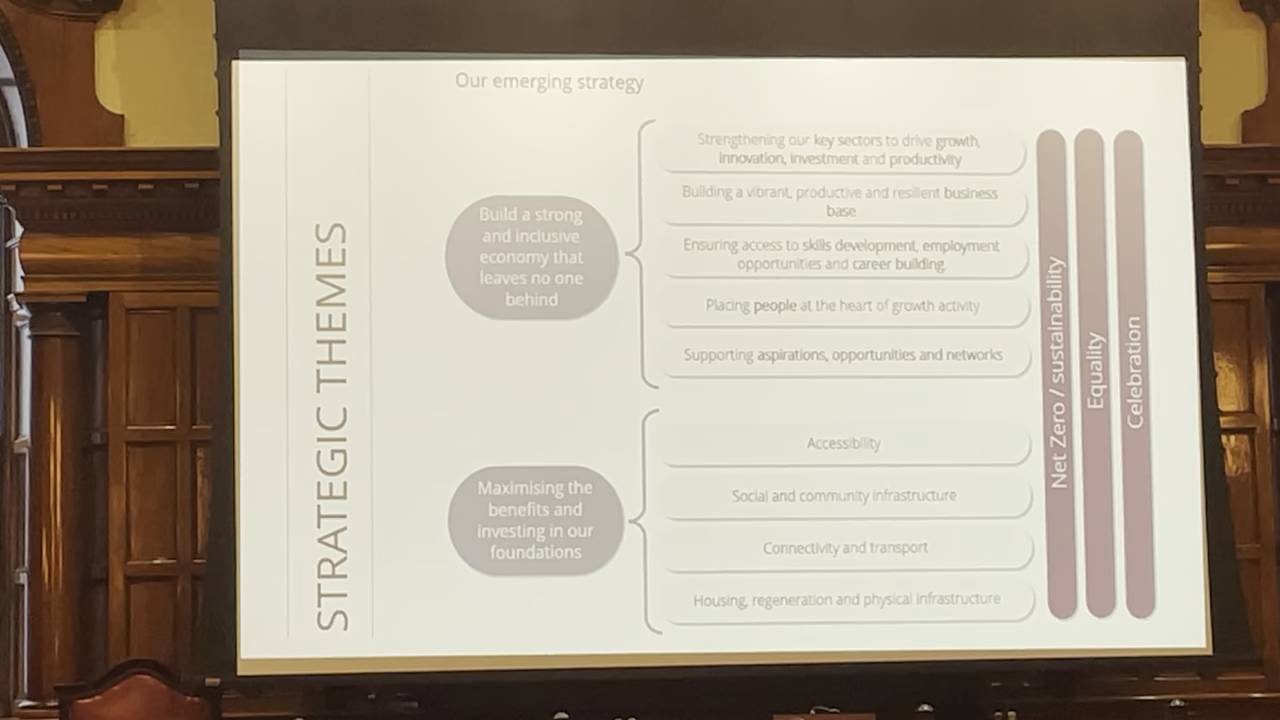 Our emerging strategy
STRATEGIC THEMES
Build a strong
and inclusive
economy that
leaves no one
behind
Strengthening our key sectors to drive growth,
innovation, investment and productivity
Building a vibrant, productive and resilient business
base
Ensuring access to skills development, employment
opportunities and career building.
Placing people at the heart of growth activity
Supporting aspirations, opportunities and networks
Maximising the
benefits and
investing in our
foundations
Accessibility
Social and community infrastructure
Connectivity and transport
Housing, regeneration and physical infrastructure
Net Zero / sustainability
Equality
Celebration